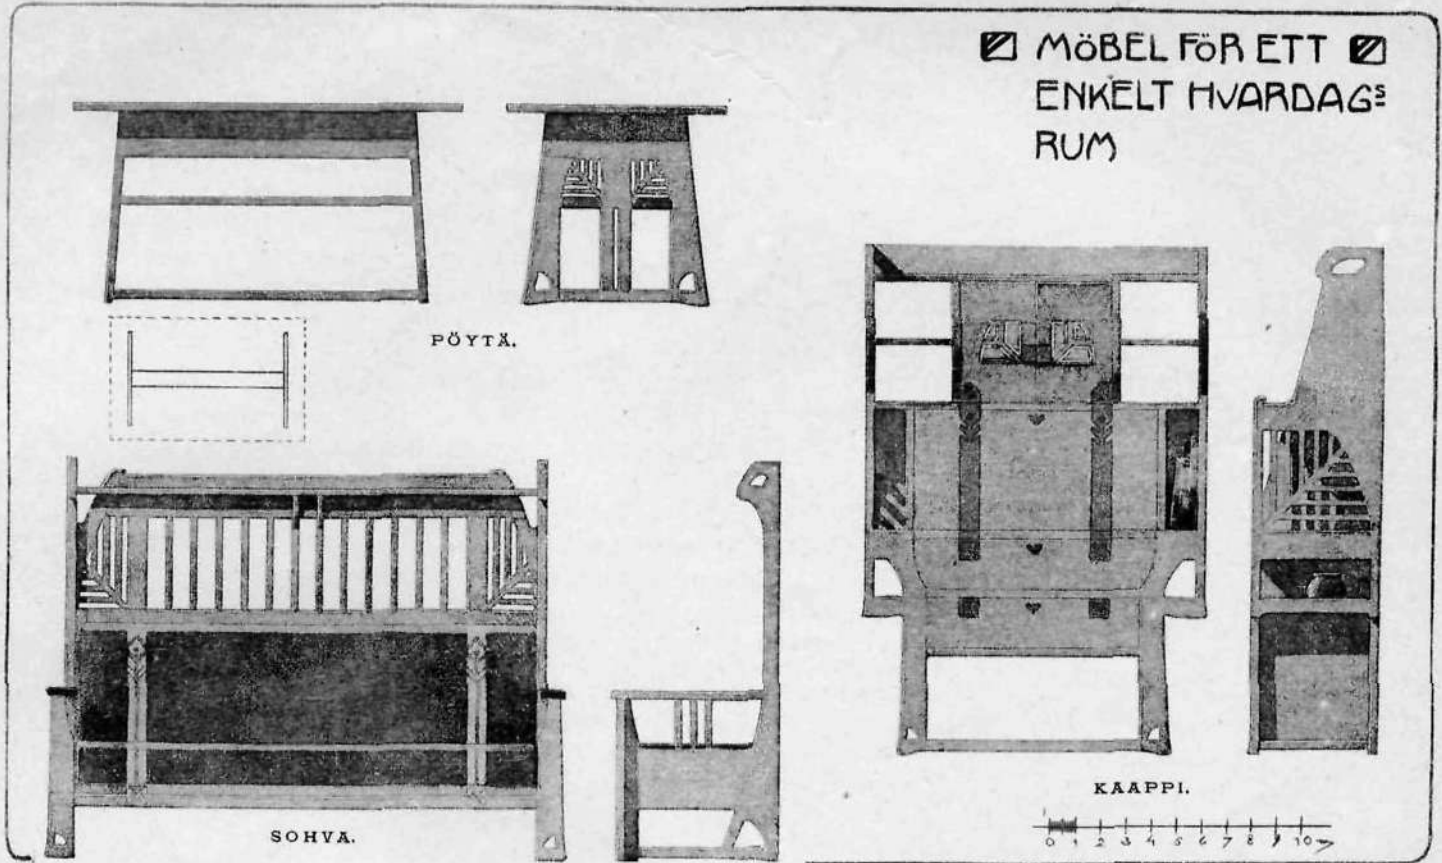 MÖBEL FÖR ETT
ENKELT HVARDAGS
RUM
PÖYTÄ.
SOHVA.
KAAPPI.
0 1 2 3 4 5 6 7 8 9 10